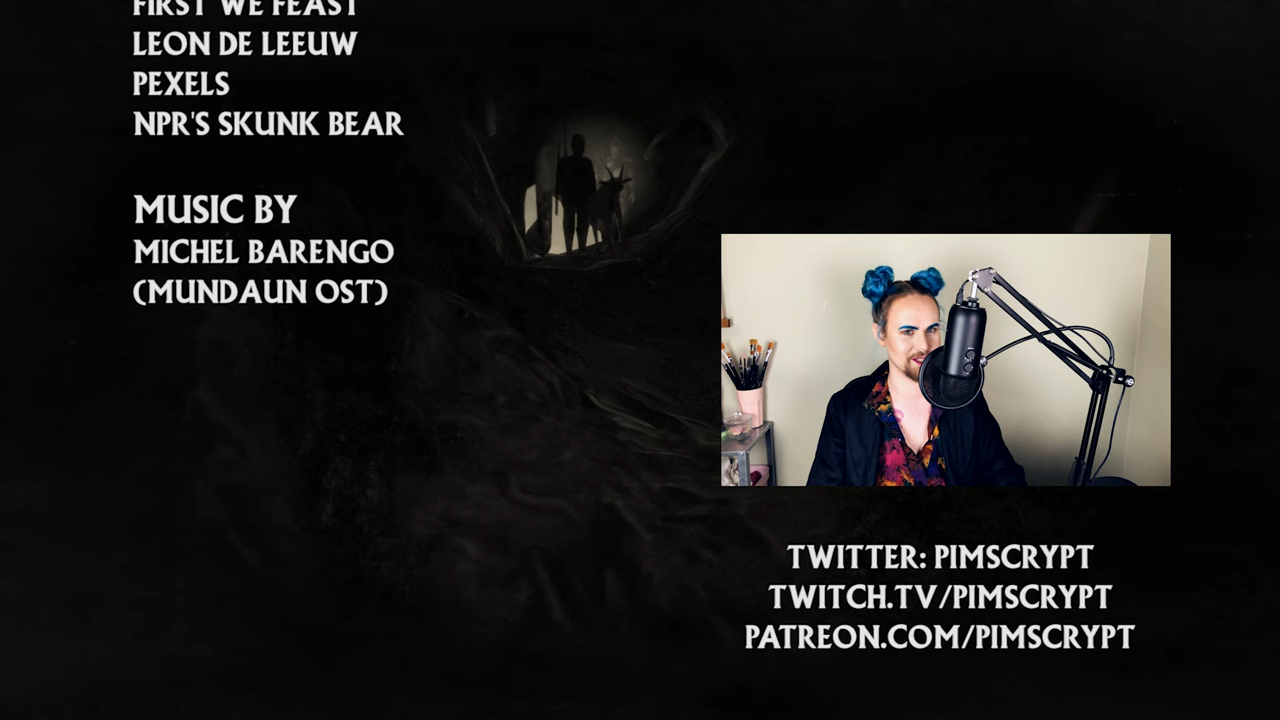 FIRST WE FEAST
LEON DE LEEUW
PEXELS
NPR'S SKUNK BEAR
MUSIC BY
MICHEL BARENGO
(MUNDAUN OST)
TWITTER: PIMSCRYPT
TWITCH.TV/PIMSCRYPT
PATREON.COM/PIMSCRYPT